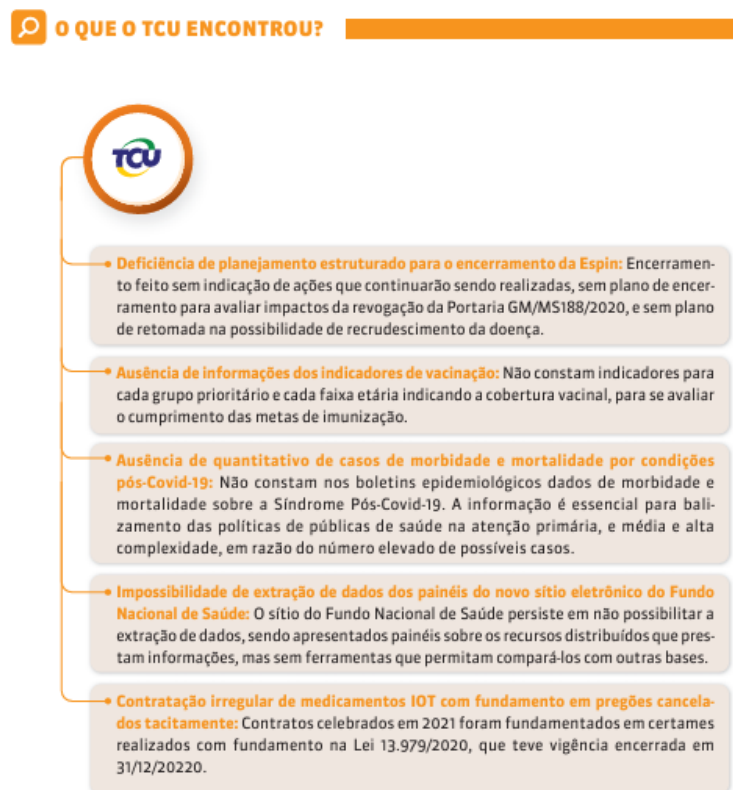 O QUE O TCU ENCONTROU?
TCU
Deficiência de planejamento estruturado para o encerramento da Espin: Encerramen-
to feito sem indicação de ações que continuarão sendo realizadas, sem plano de encer-
ramento para avaliar impactos da revogação da Portaria GM/MS188/2020, e sem plano
de retomada na possibilidade de recrudescimento da doença.
Ausência de informações dos indicadores de vacinação: Não constam indicadores para
cada grupo prioritário e cada faixa etária indicando a cobertura vacinal, para se avaliar
o cumprimento das metas de imunização.
Ausência de quantitativo de casos de morbidade e mortalidade por condições
pós-Covid-19: Não constam nos boletins epidemiológicos dados de morbidade e
mortalidade sobre a Síndrome Pós-Covid-19. A informação é essencial para bali-
zamento das políticas de públicas de saúde na atenção primária, e média e alta
complexidade, em razão do número elevado de possíveis casos.
Impossibilidade de extração de dados dos painéis do novo sítio eletrônico do Fundo
Nacional de Saúde: O sítio do Fundo Nacional de Saúde persiste em não possibilitar a
extração de dados, sendo apresentados painéis sobre os recursos distribuídos que pres-
tam informações, mas sem ferramentas que permitam compará-los com outras bases.
Contratação irregular de medicamentos IOT com fundamento em pregões cancela-
dos tacitamente: Contratos celebrados em 2021 foram fundamentados em certames
realizados com fundamento na Lei 13.979/2020, que teve vigência encerrada em
31/12/20220.